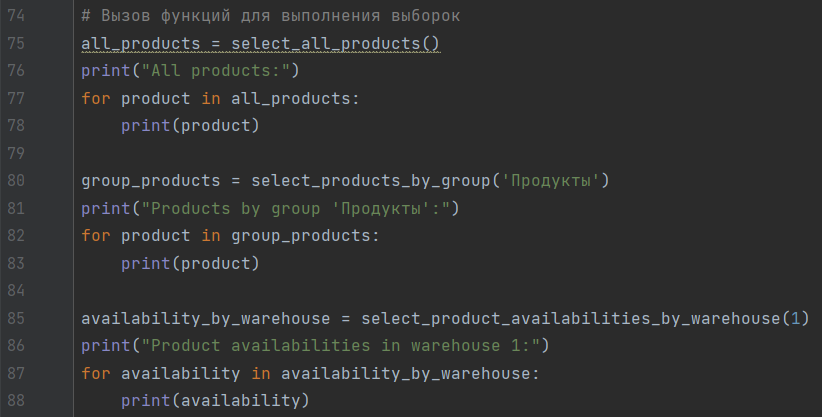 74 # Вызов функций для выполнения выборок
75 all_products = select_all_products()
76 print("All products:")
77 for product in all_products:
78     print(product)
79
80 group_products = select_products_by_group('Продукты')
81 print("Products by group 'Продукты':")
82 for product in group_products:
83     print(product)
84
85 availability_by_warehouse = select_product_availabilities_by_warehouse(1)
86 print("Product availabilities in warehouse 1:")
87 for availability in availability_by_warehouse:
88     print(availability)